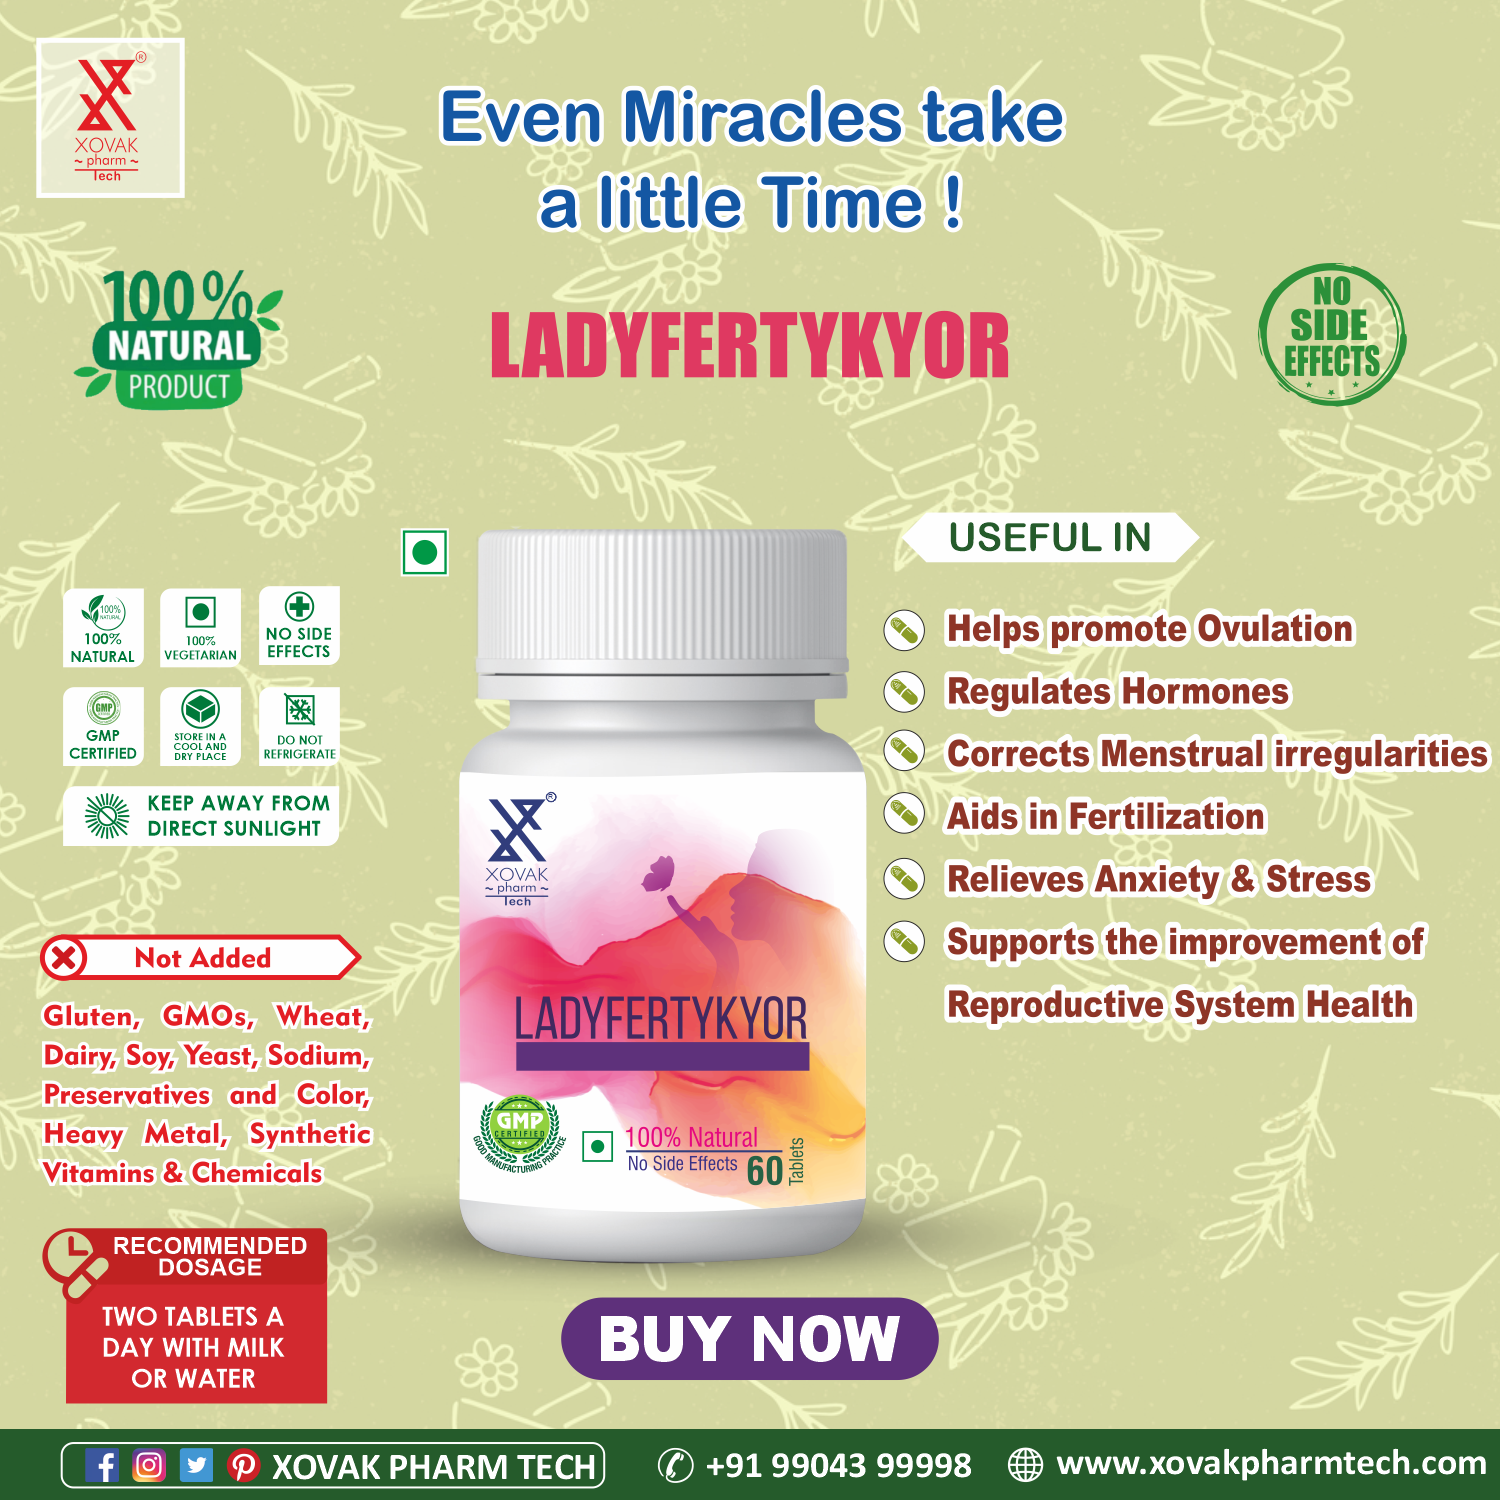 XOVAK
~ pharm ~
Tech
®
Even Miracles take
a little Time !
100%
NATURAL
PRODUCT
LADYFERTYKYOR
NO
SIDE
EFFECTS
USEFUL IN
Helps promote Ovulation
Regulates Hormones
Corrects Menstrual irregularities
Aids in Fertilization
Relieves Anxiety & Stress
Supports the improvement of
Reproductive System Health
100%
NATURAL
100%
NATURAL
100%
VEGETARIAN
NO SIDE
EFFECTS
GMP
GMP
CERTIFIED
STORE IN A
COOL AND
DRY PLACE
DO NOT
REFRIGERATE
KEEP AWAY FROM
DIRECT SUNLIGHT
Not Added
Gluten, GMOs, Wheat,
Dairy, Soy, Yeast, Sodium,
Preservatives and Color,
Heavy Metal, Synthetic
Vitamins & Chemicals
RECOMMENDED
DOSAGE
TWO TABLETS A
DAY WITH MILK
OR WATER
®
XOVAK
~ pharm ~
Tech
LADYFERTYKYOR
GMP
CERTIFIED
GOOD MANUFACTURING PRACTICE
100% Natural
No Side Effects
60
Tablets
BUY NOW
XOVAK PHARM TECH
+91 99043 99998
www.xovakpharmtech.com